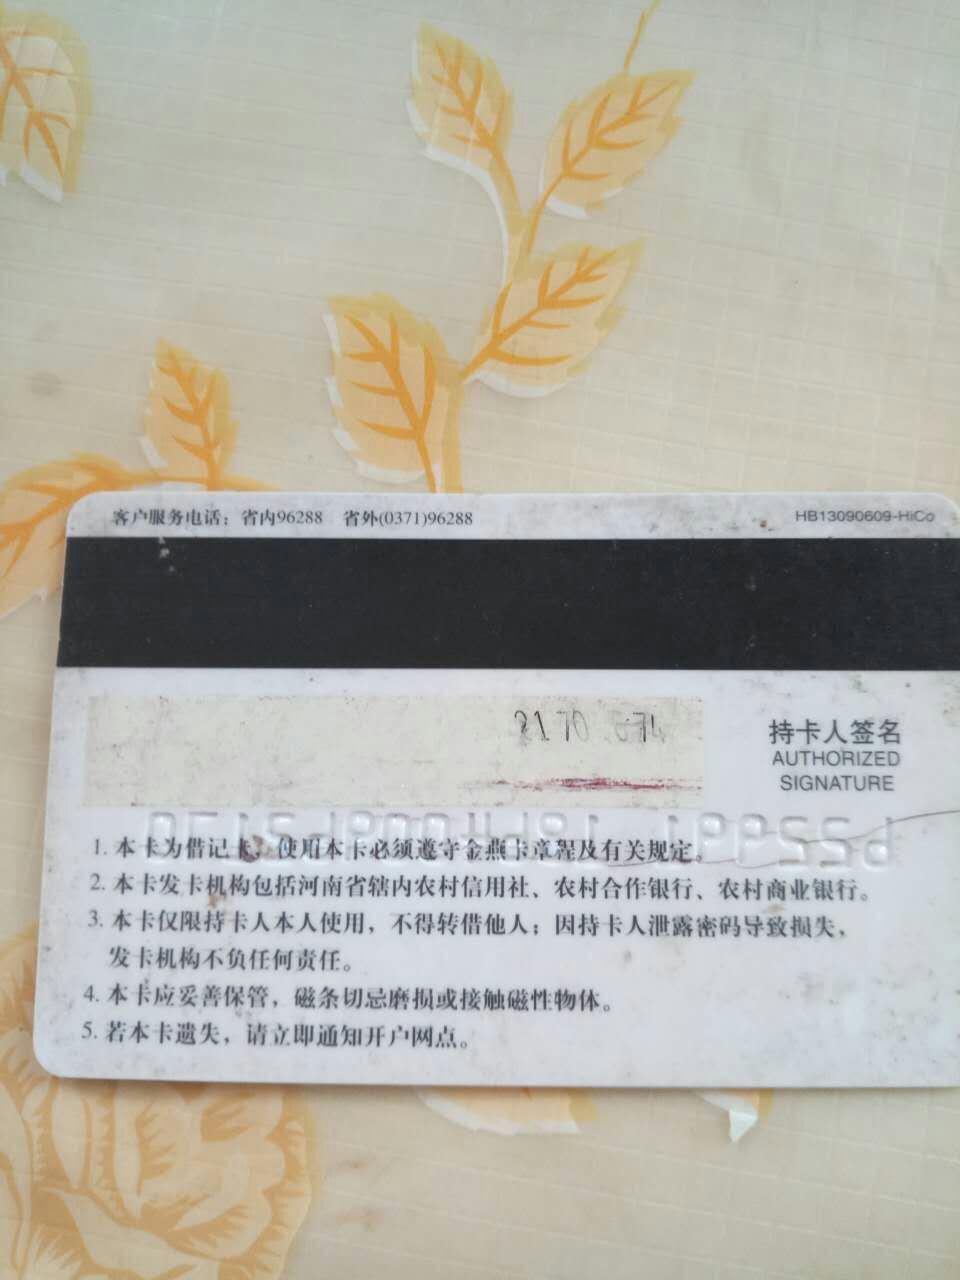 客户服务电话：省内96288 省外(0371)96288
HB13090609-HiCo
8170
持卡人签名
AUTHORIZED
SIGNATURE
1. 本卡为借记卡，使用本卡必须遵守金燕卡章程及有关规定。
2. 本卡发卡机构包括河南省辖内农村信用社、农村合作银行、农村商业银行。
3. 本卡仅限持卡人本人使用，不得转借他人；因持卡人泄露密码导致损失，
发卡机构不负任何责任。
4. 本卡应妥善保管，磁条切忌磨损或接触磁性物体。
5. 若本卡遗失，请立即通知开户网点。